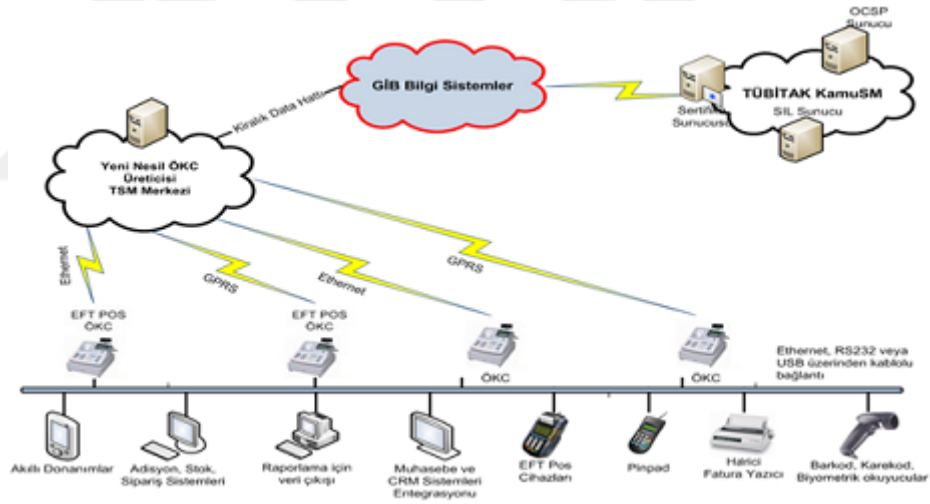 OCSP
Sunucu
GİB Bilgi Sistemler
TÜBİTAK KamuSM
Sertifika
Sunucusu
SIL Sunucu
Kiralık Data Hattı
Yeni Nesil ÖKC
Üreticisi
TSM Merkezi
Ethernet
GPRS
Ethernet
GPRS
EFT POS
ÖKC
EFT POS
ÖKC
ÖKC
ÖKC
Ethernet, RS232 veya
USB üzerinden kablolu
bağlantı
Akıllı Donanımlar
Adisyon, Stok,
Sipariş Sistemleri
Raporlama için
veri çıkışı
Muhasebe ve
CRM Sistemleri
Entegrasyonu
EFT Pos
Cihazları
Pinpad
Harici
Fatura Yazıcı
Barkod, Karekod,
Biyometrik okuyucular